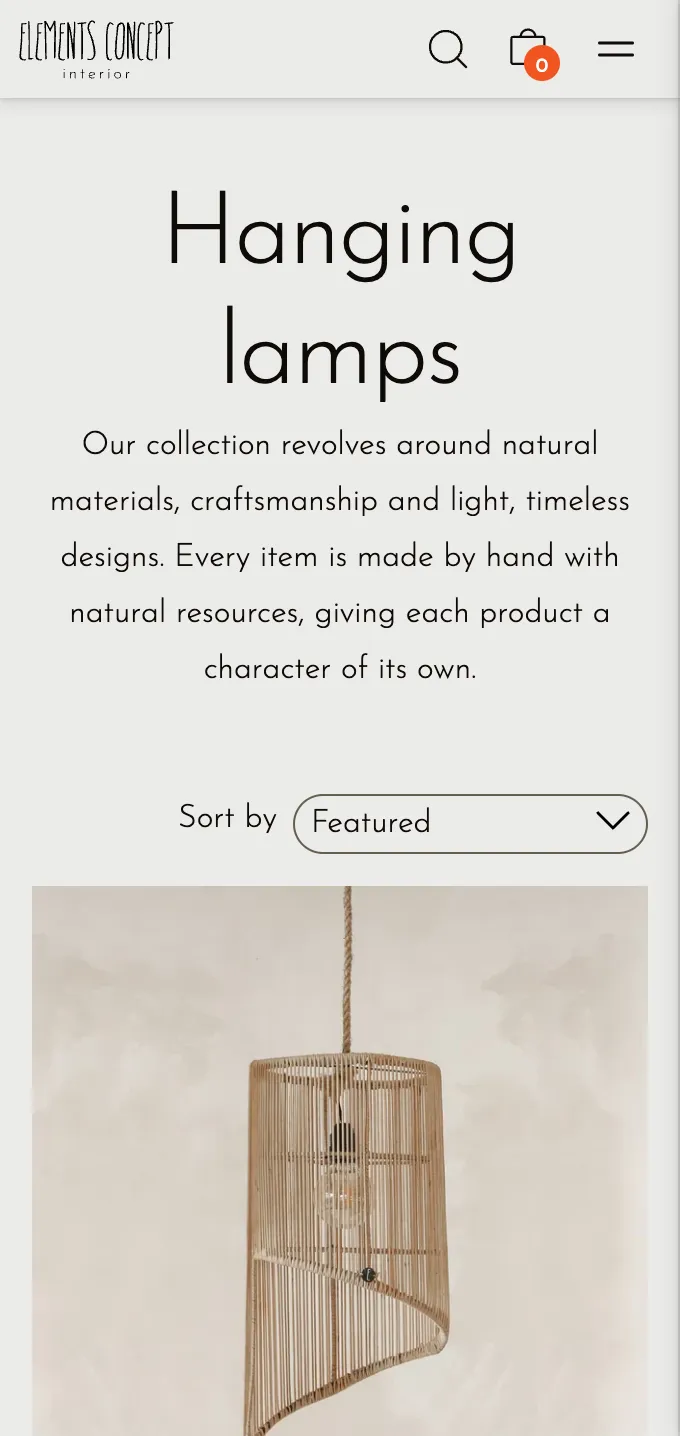 ELEMENTS CONCEPT
interior
0
Hanging
lamps
Our collection revolves around natural
materials, craftsmanship and light, timeless
designs. Every item is made by hand with
natural resources, giving each product a
character of its own.
Sort by Featured